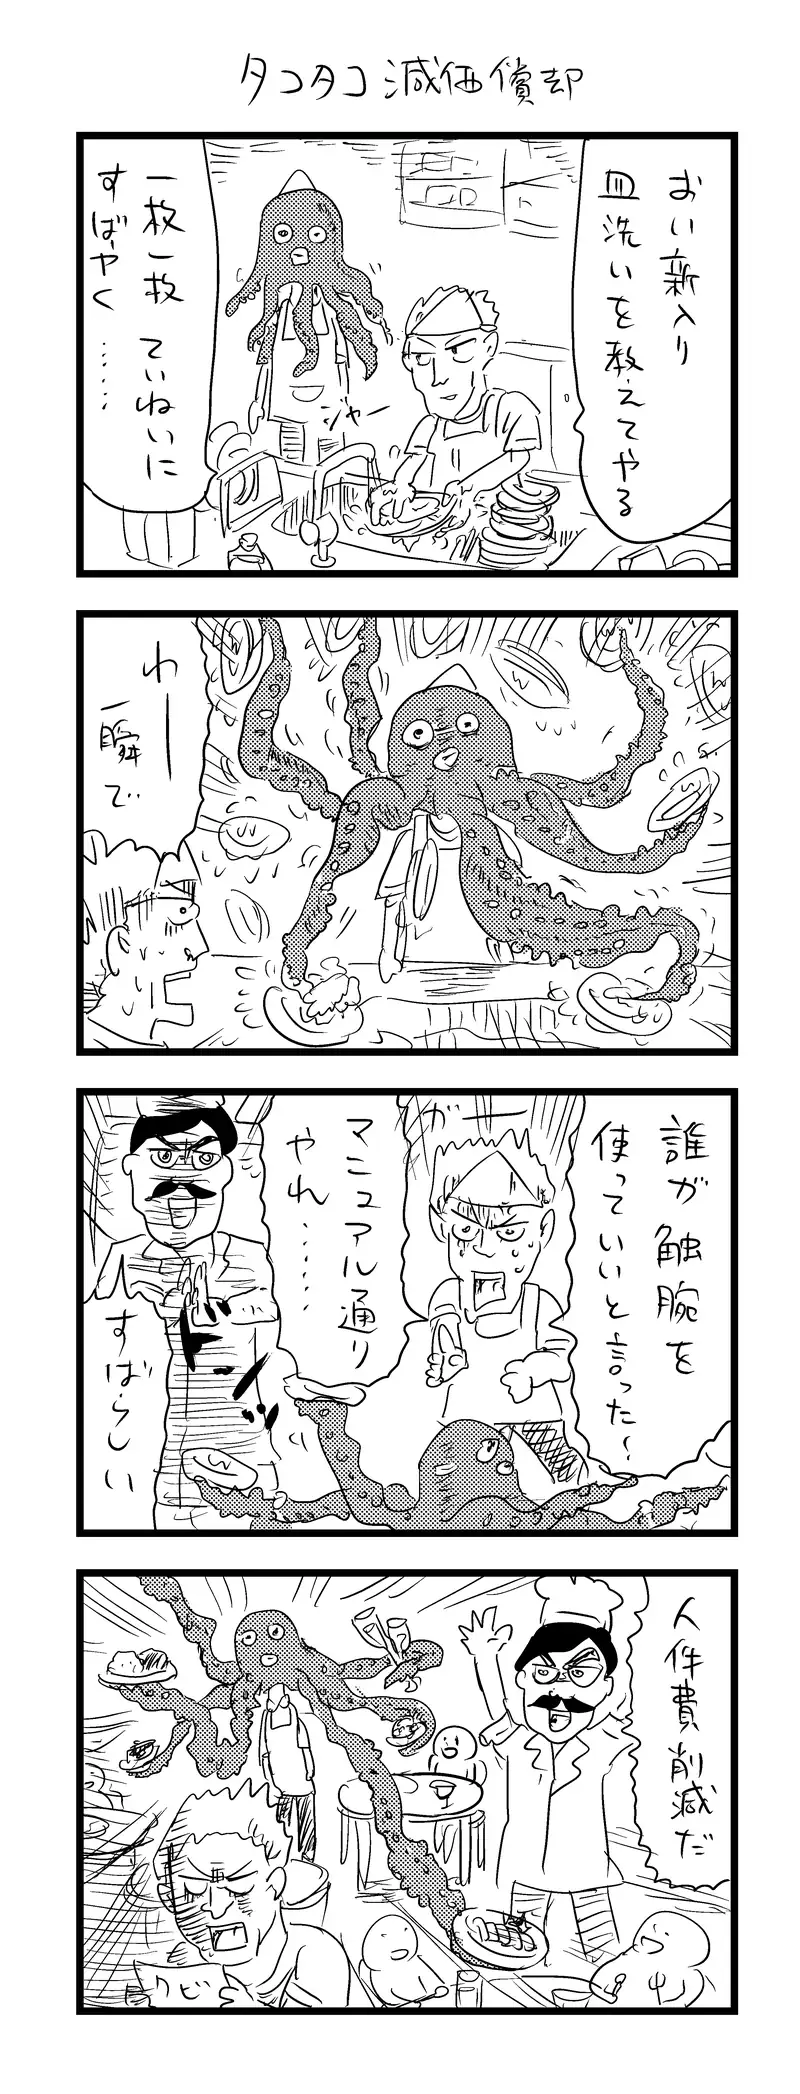 タコタコ減価償却
おい新入り
皿洗いを教えてやる
一枚一枚 ていねいに
すばやく……
ジャー
わー
一瞬で
誰が触腕を
使っていいと言った〜
ガー
マニュアル通り
やれ……
すばらしい
人件費削減だ
クビ